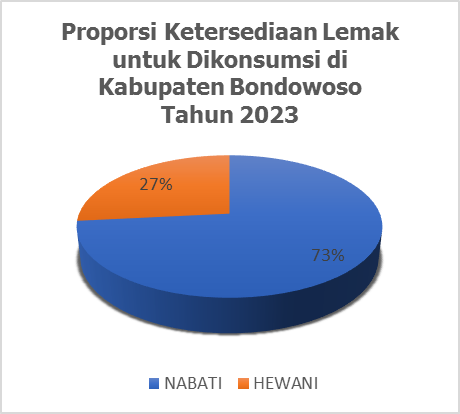 Proporsi Ketersediaan Lemak
untuk Dikonsumsi di
Kabupaten Bondowoso
Tahun 2023
27%
73%
NABATI HEWANI